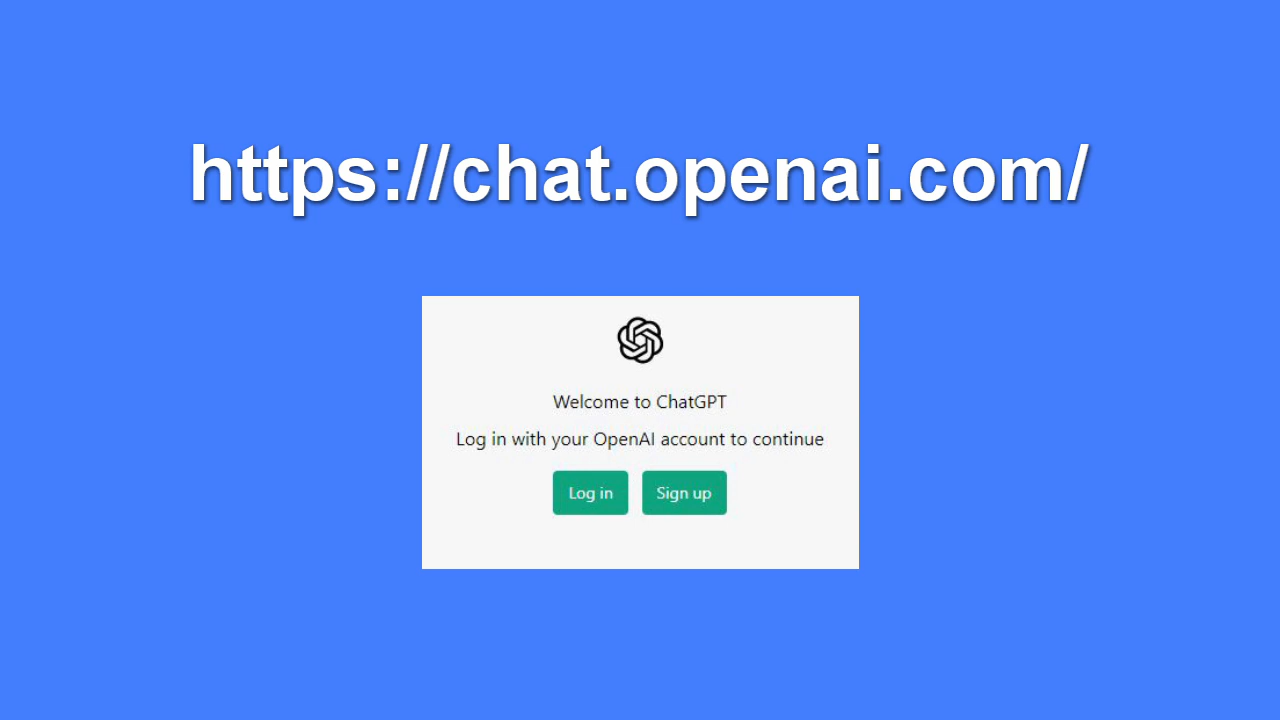 https://chat.openai.com/
Welcome to ChatGPT
Log in with your OpenAI account to continue
Log in Sign up